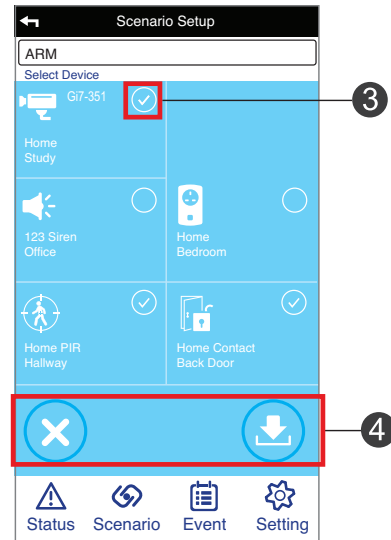 Scenario Setup
ARM
Select Device
Gi7-351
Home
Study
3
123 Siren
Office
Home
Bedroom
Home PIR
Hallway
Home Contact
Back Door
4
Status Scenario Event Setting